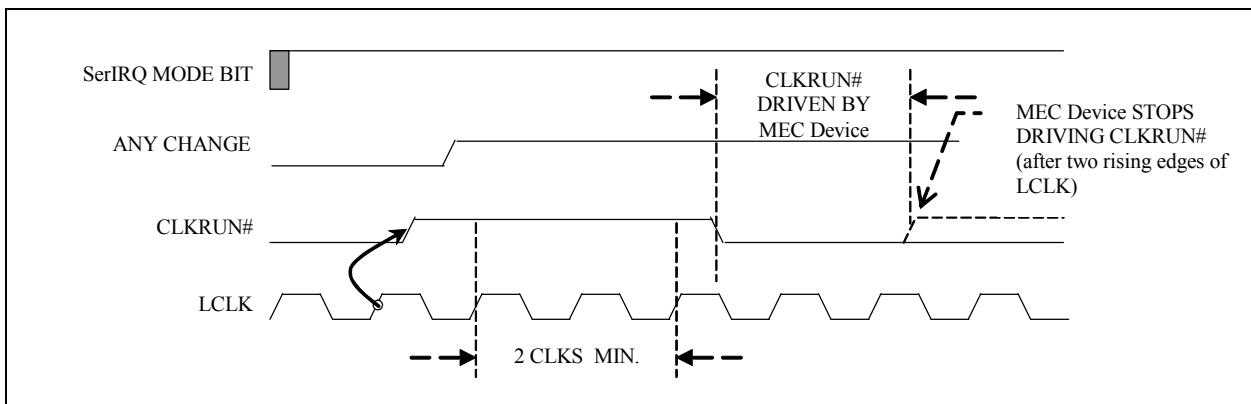 SerIRQ MODE BIT
CLKRUN#
DRIVEN BY
MEC Device
MEC Device STOPS
DRIVING CLKRUN#
(after two rising edges of
LCLK)
ANY CHANGE
CLKRUN#
LCLK
2 CLKS MIN.